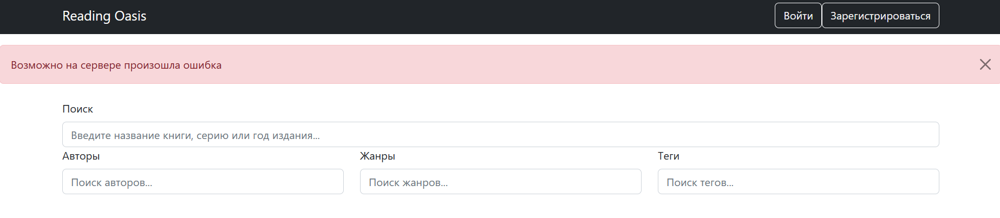 Reading Oasis
Войти
Зарегистрироваться
Возможно на сервере произошла ошибка
Поиск
Введите название книги, серию или год издания...
Авторы
Жанры
Теги
Поиск авторов...
Поиск жанров...
Поиск тегов...